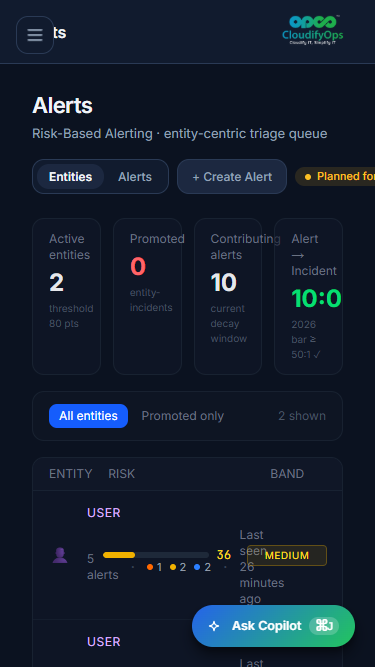 ts
CloudifyOps
Cloudify IT, Simplify IT
Alerts
Risk-Based Alerting · entity-centric triage queue
Entities
Alerts
+ Create Alert
Planned for
Active entities
2
threshold 80 pts
Promoted
0
entity-incidents
Contributing alerts
10
current decay window
Alert → Incident
10:0
2026 bar ≥ 50:1 ✓
All entities
Promoted only
2 shown
ENTITY
RISK
BAND
USER
5 alerts
36
· 1 2 2 ·
Last seen 26 minutes ago
MEDIUM
USER
Last
Ask Copilot ⌘J